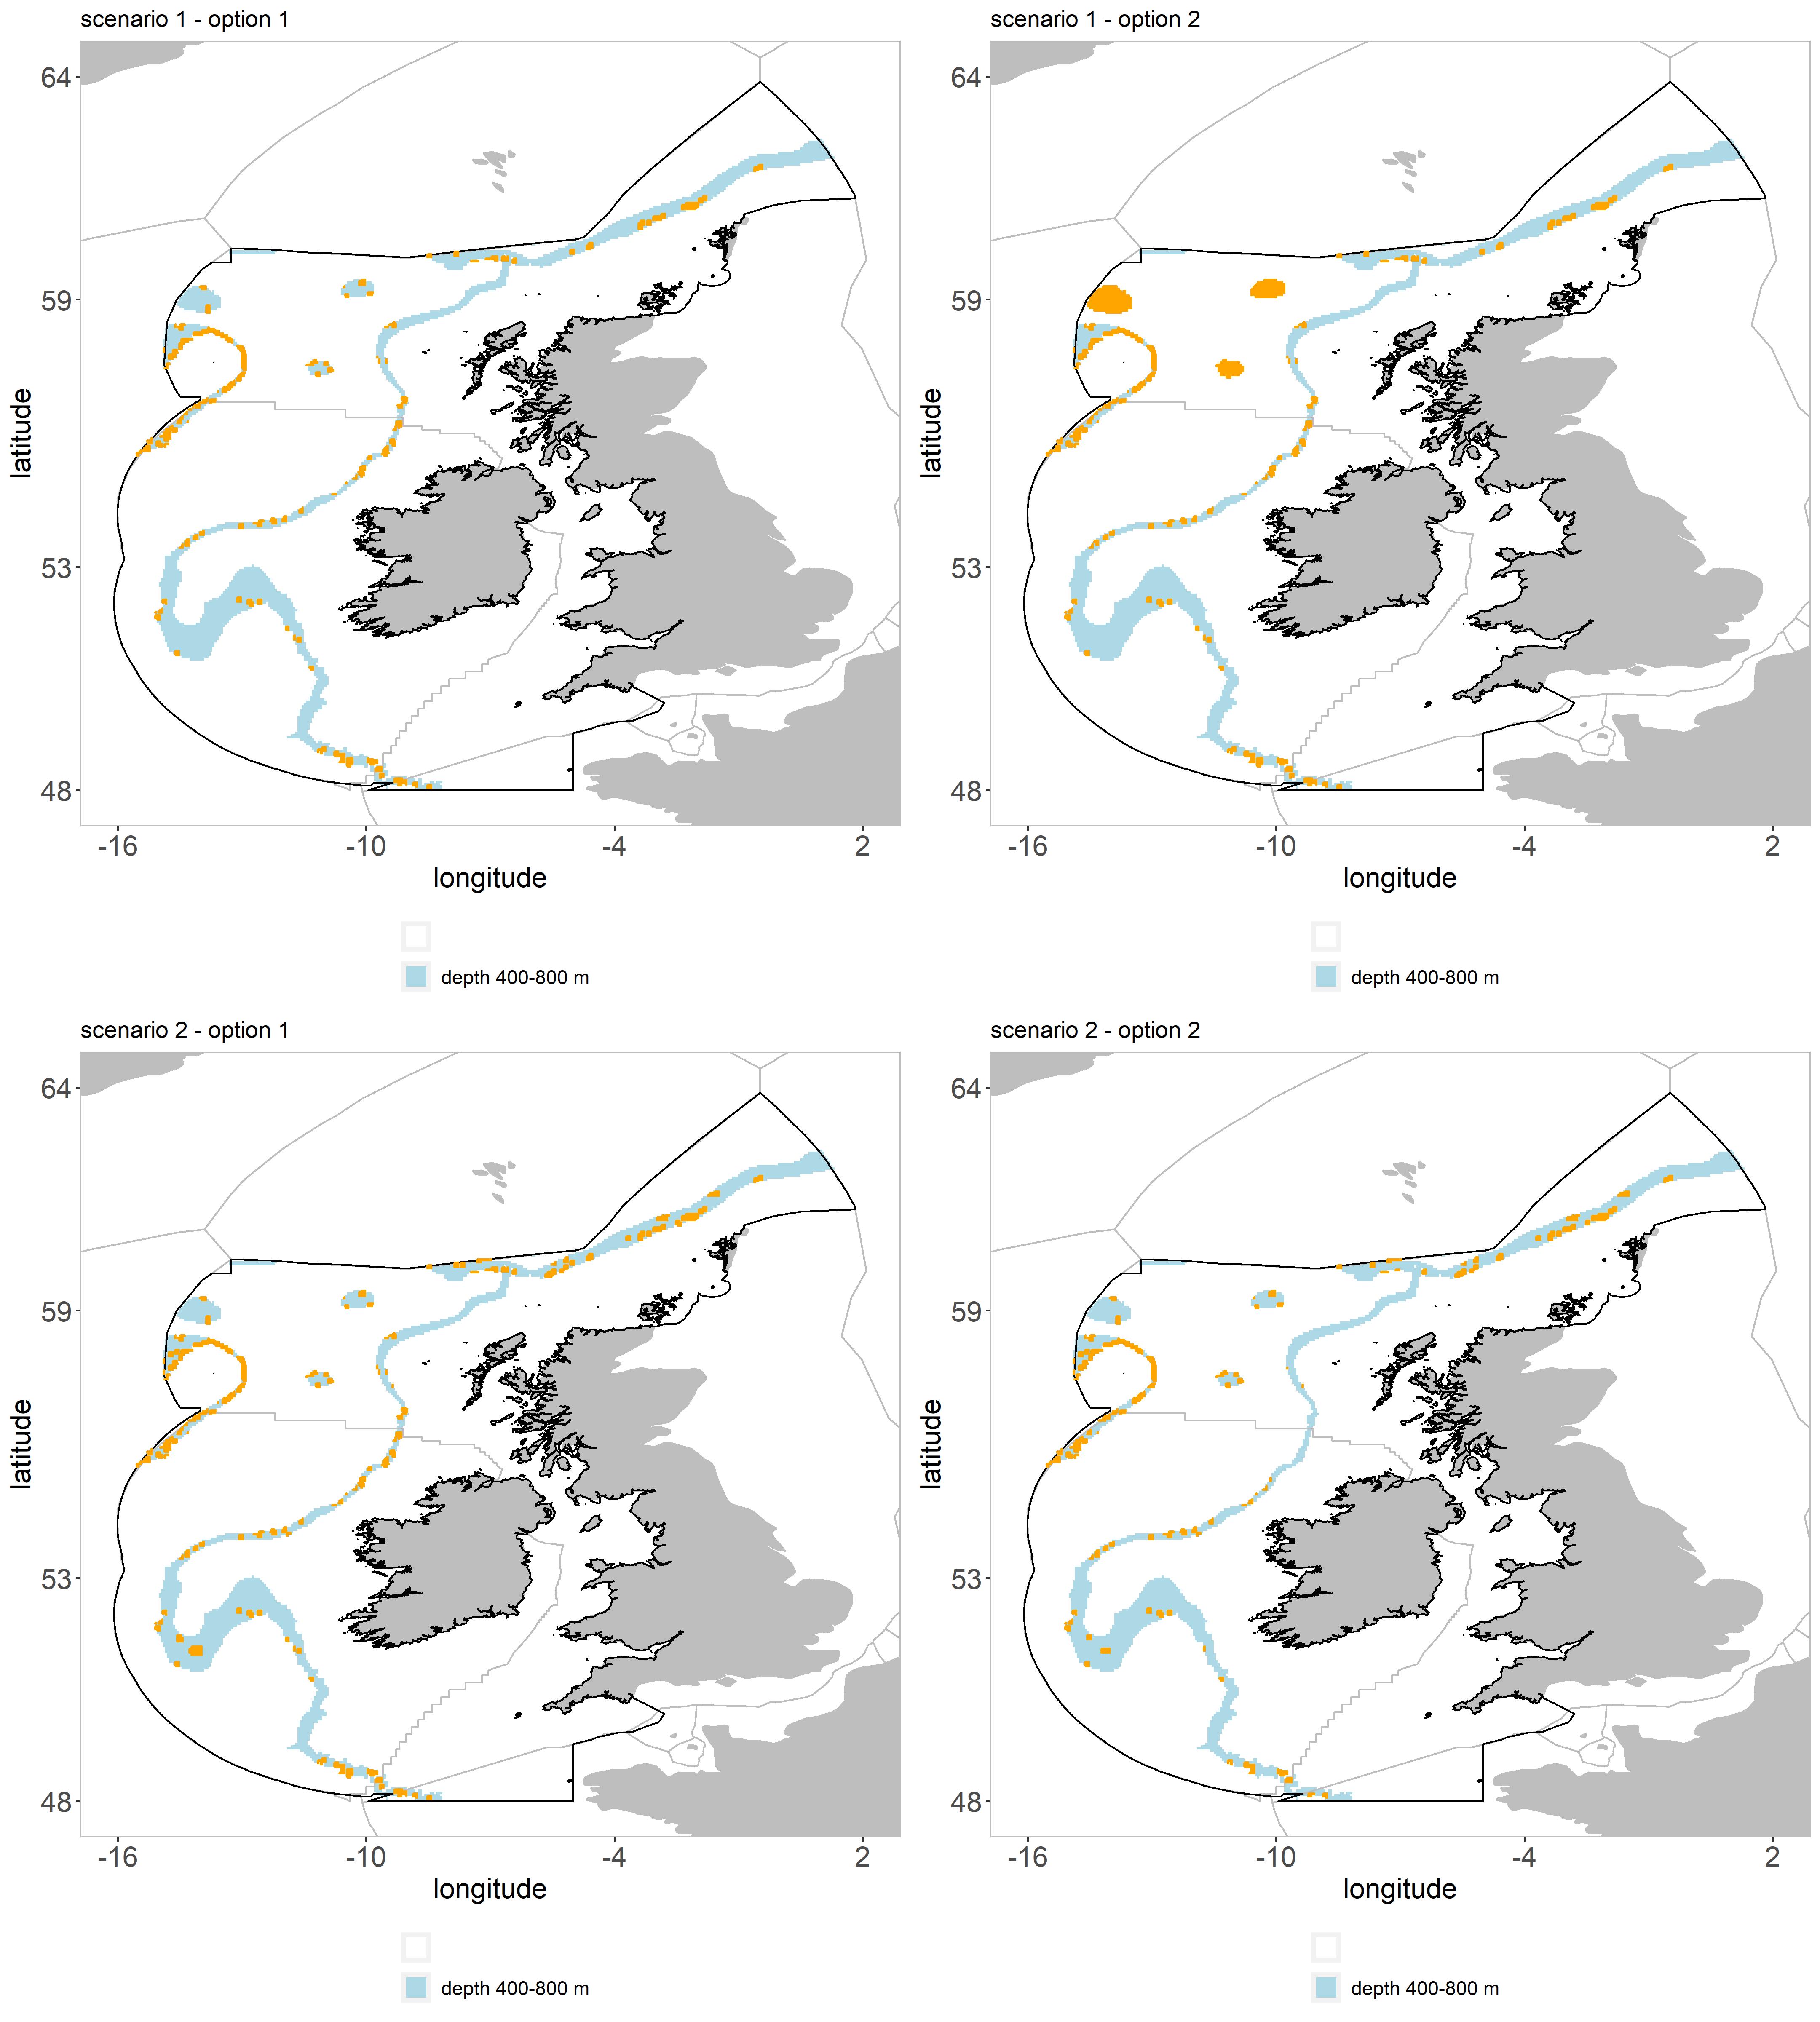 scenario 1 - option 1
64
59
53
48
latitude
-16 -10 -4 2
longitude
depth 400-800 m
scenario 1 - option 2
64
59
53
48
latitude
-16 -10 -4 2
longitude
depth 400-800 m
scenario 2 - option 1
64
59
53
48
latitude
-16 -10 -4 2
longitude
depth 400-800 m
scenario 2 - option 2
64
59
53
48
latitude
-16 -10 -4 2
longitude
depth 400-800 m